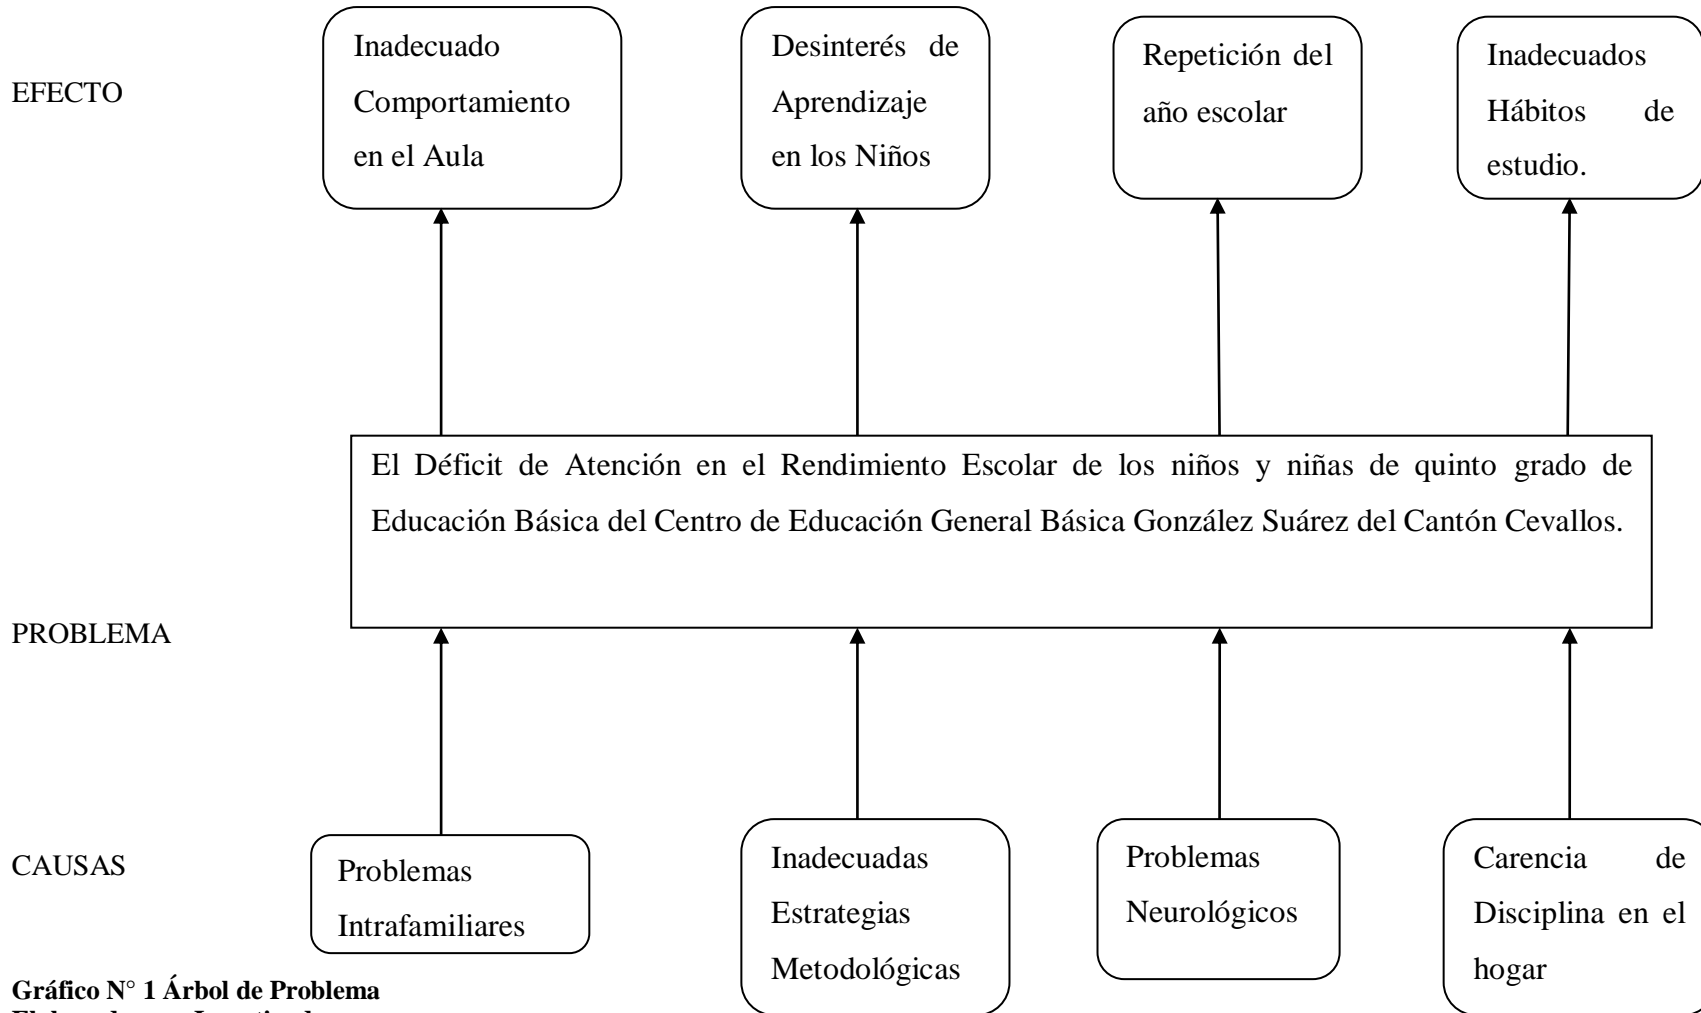 EFECTO
Inadecuado
Comportamiento
en el Aula
Desinterés de
Aprendizaje
en los Niños
Repetición del
año escolar
Inadecuados
Hábitos de
estudio.
El Déficit de Atención en el Rendimiento Escolar de los niños y niñas de quinto grado de
Educación Básica del Centro de Educación General Básica González Suárez del Cantón Cevallos.
PROBLEMA
CAUSAS
Problemas
Intrafamiliares
Inadecuadas
Estrategias
Metodológicas
Problemas
Neurológicos
Carencia de
Disciplina en el
hogar
Gráfico N° 1 Árbol de Problema